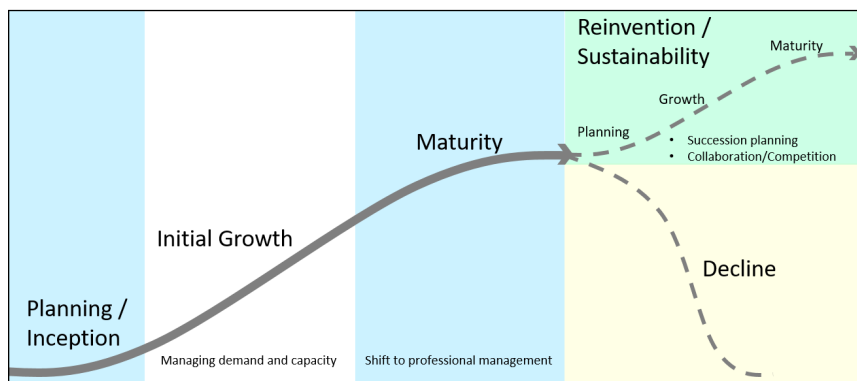 Planning /
Inception
Initial Growth
Managing demand and capacity
Maturity
Shift to professional management
Reinvention /
Sustainability
Planning
Growth
Maturity
• Succession planning
• Collaboration/Competition
Decline